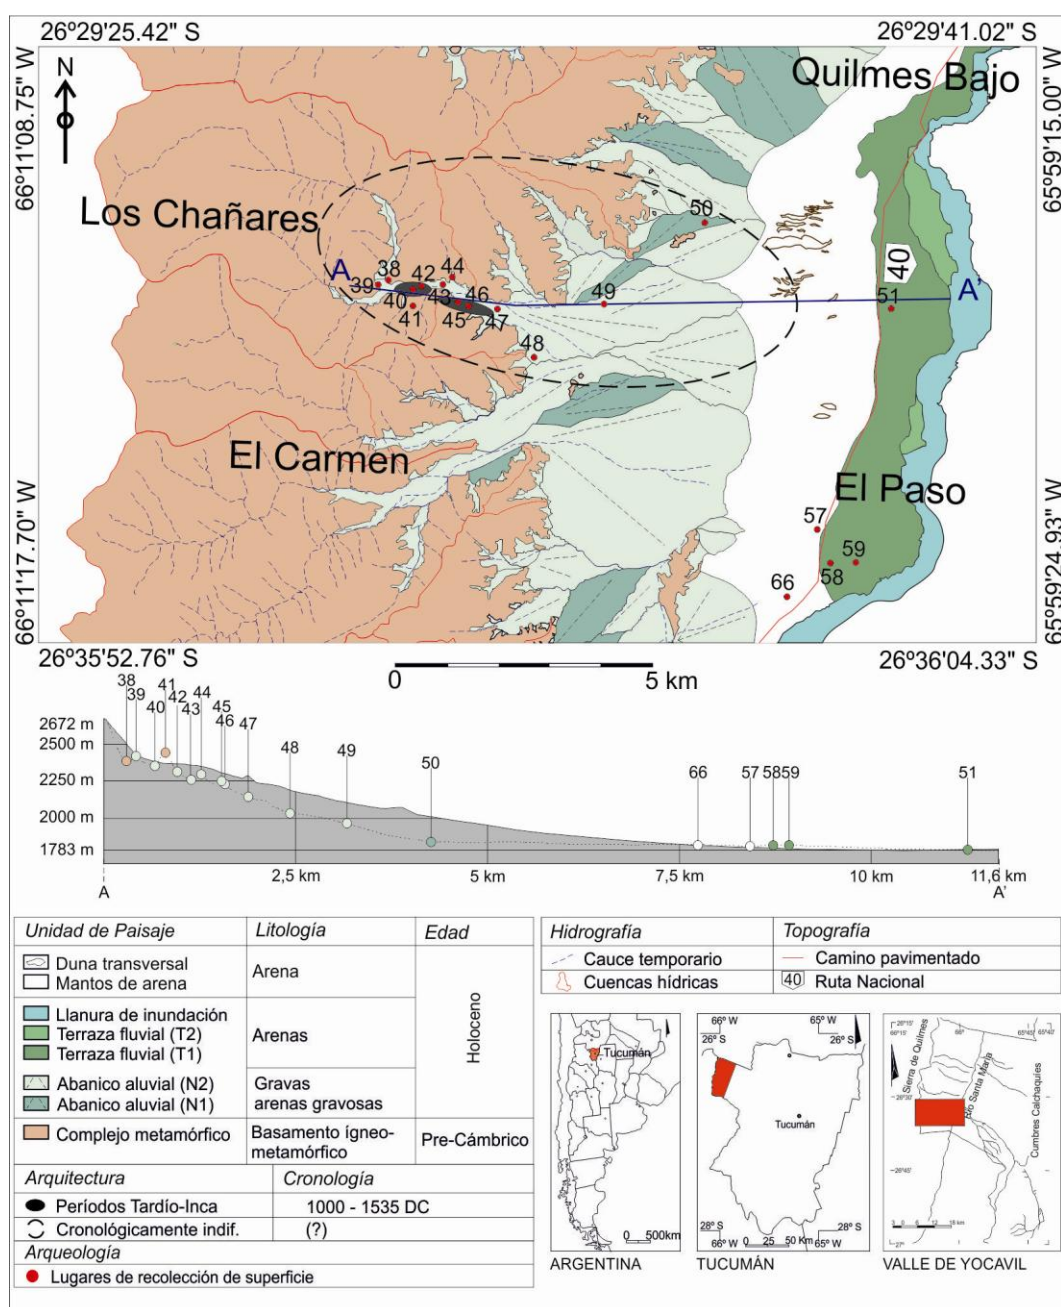 26º29'25.42" S
26º29'41.02" S
66º11'08.75" W
65º59'15.00" W
N
Quilmes Bajo
Los Chañares
50
40
A
38
42
44
39
43
46
49
51
A'
40
41
45
47
48
El Carmen
El Paso
57
59
58
66
66º11'17.70" W
65º59'24.93" W
26º35'52.76" S
26º36'04.33" S
0
5 km
38
39
40
41
42
43
44
45
46
47
48
49
50
66
57
58
59
51
2672 m
2500 m
2250 m
2000 m
1783 m
A
2,5 km
5 km
7,5 km
10 km
11,6 km
A'
Unidad de Paisaje
Litología
Edad
Duna transversal
Mantos de arena
Arena
Llanura de inundación
Terraza fluvial (T2)
Terraza fluvial (T1)
Arenas
Holoceno
Abanico aluvial (N2)
Abanico aluvial (N1)
Gravas
arenas gravosas
Complejo metamórfico
Basamento ígneo-
metamórfico
Pre-Cámbrico
Arquitectura
Cronología
Períodos Tardío-Inca
1000 - 1535 DC
Cronológicamente indif.
(?)
Arqueología
Lugares de recolección de superficie
Hidrografía
Topografía
Cauce temporario
Camino pavimentado
Cuencas hídricas
40 Ruta Nacional
Tucumán
0 500km
ARGENTINA
66º W
65º W
26º S
26º S
Tucumán
28º S
28º S
66º W
0 25 50 Km
65º W
TUCUMÁN
26º15'
66º
65º45'
65º40'
Sierra de Quilmes
Río Santa María
Cumbres Calchaquíes
26º30'
26º45'
27º
VALLE DE YOCAVIL